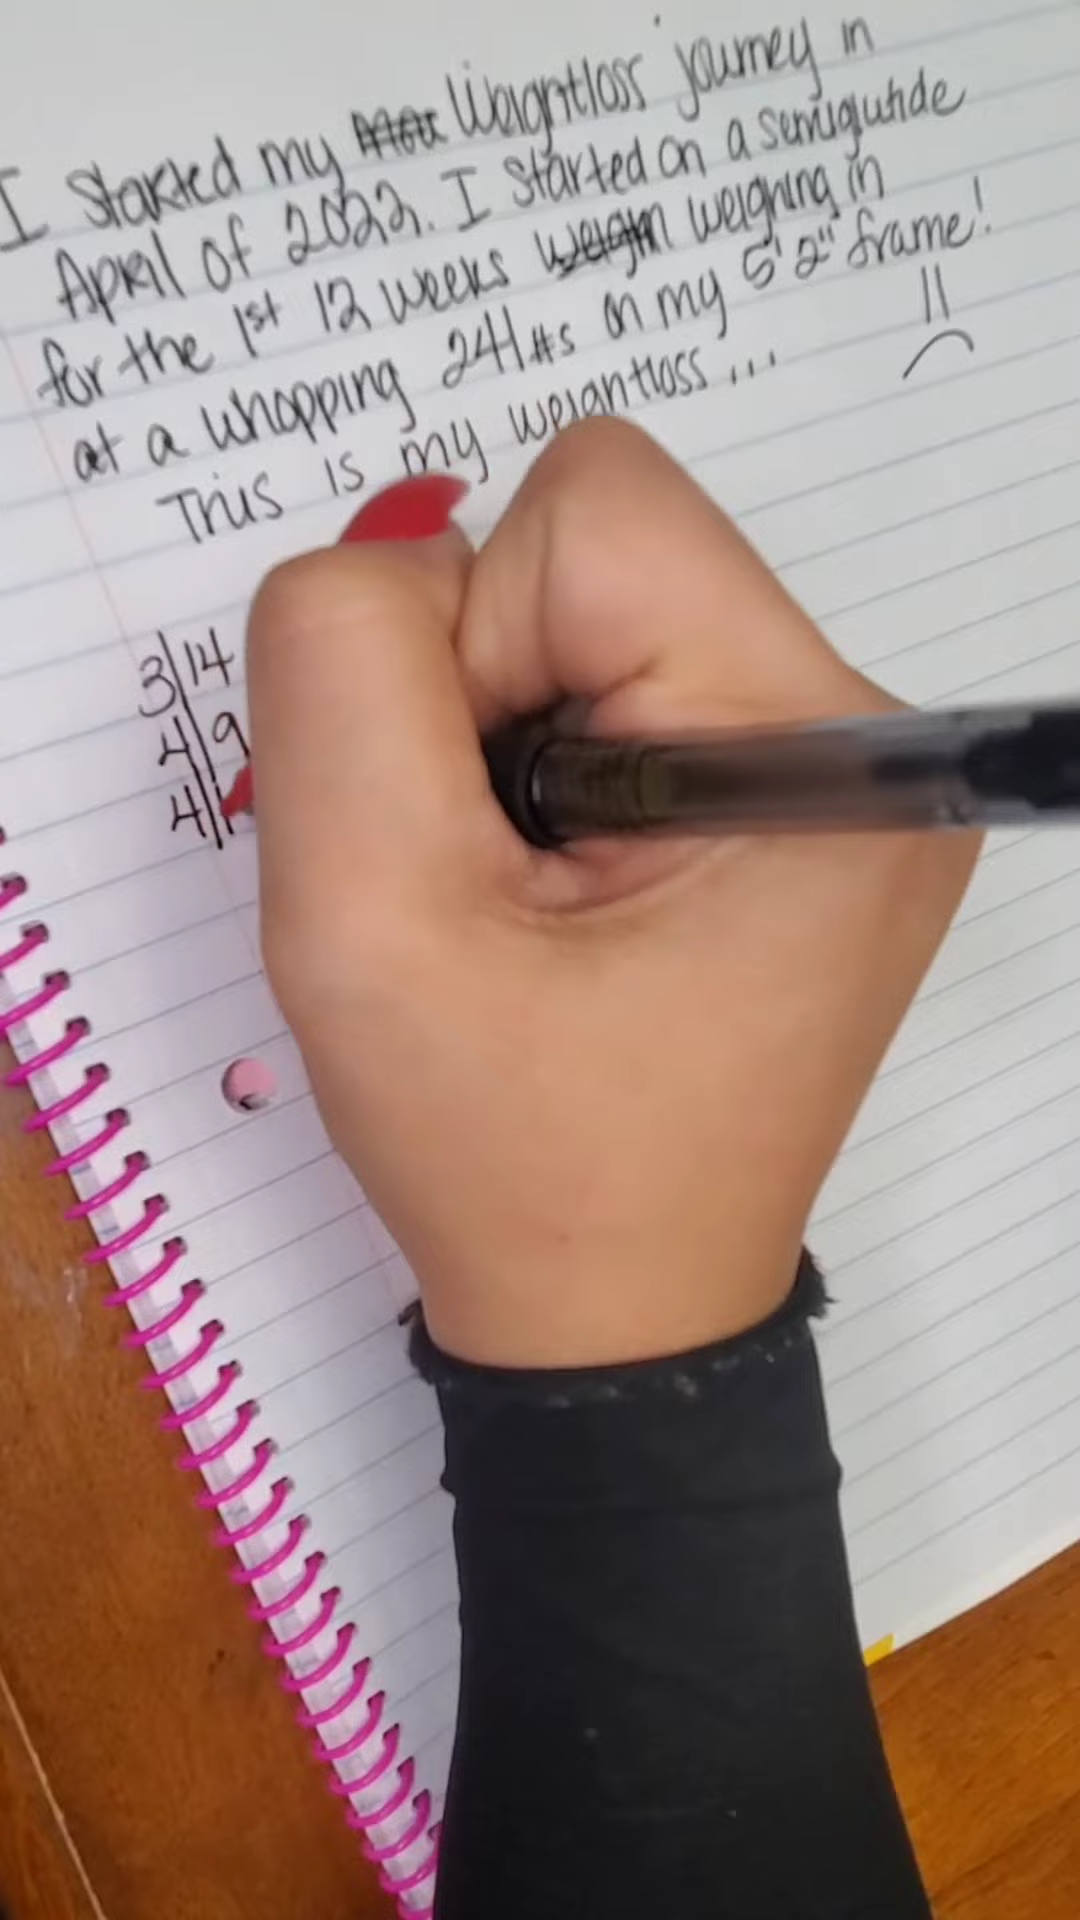 I started my Weightloss journey in
April of 2022. I started on a semiglutide
for the 1st 12 weeks weighing in
at a whopping 241#s on my 5'2" frame!
This is my weightloss...
3/14
4/9
4/